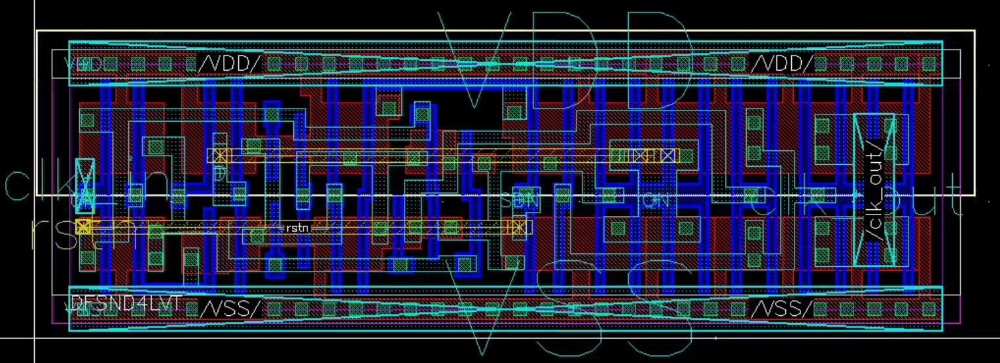 VDD
VDD
/VDD/
/VDD/
clk_in
D
SDN
QN
clk_out
/clk_out/
rstn
rstn
DFSND4LVT
VSS
/VSS/
/VSS/
VSS